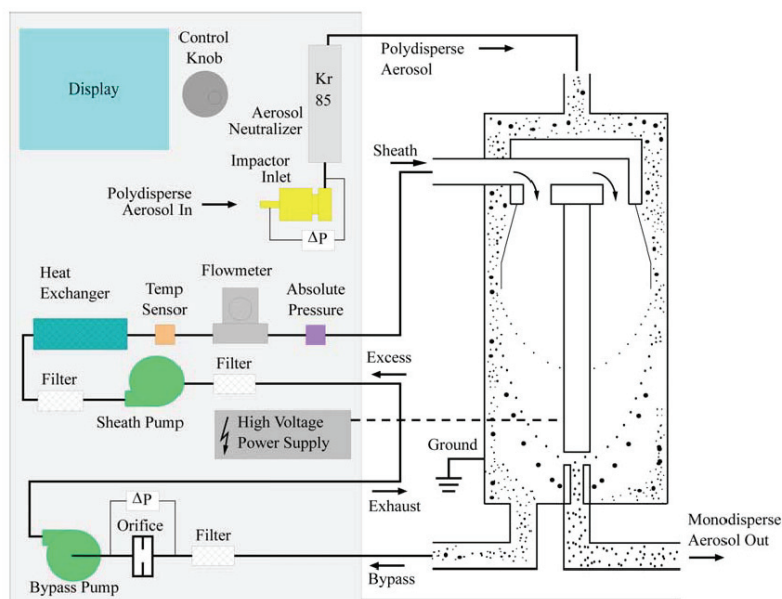 Display
Control
Knob
Kr
85
Aerosol
Neutralizer
Impactor
Inlet
Polydisperse
Aerosol In
ΔP
Polydisperse
Aerosol
Sheath
Heat
Exchanger
Temp
Sensor
Flowmeter
Absolute
Pressure
Filter
Sheath Pump
Filter
Excess
High Voltage
Power Supply
Ground
ΔP
Orifice
Filter
Exhaust
Bypass Pump
Bypass
Monodisperse
Aerosol Out